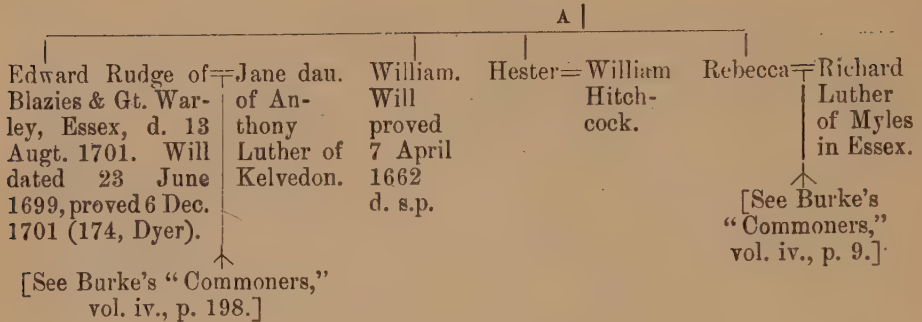 A
Edward Rudge of
Blazies & Gt. War-
ley, Essex, d. 13
Augt. 1701. Will
dated 23 June
1699, proved 6 Dec.
1701 (174, Dyer).
Jane dau.
of An-
thony
Luther of
Kelvedon.
[See Burke's "Commoners,"
vol. iv., p. 198.]
William.
Will
proved
7 April
1662
d. s.p.
Hester=William
Hitch-
cock.
Rebecca
Richard
Luther
of Myles
in Essex.
[See Burke's
"Commoners,"
vol. iv., p. 9.]